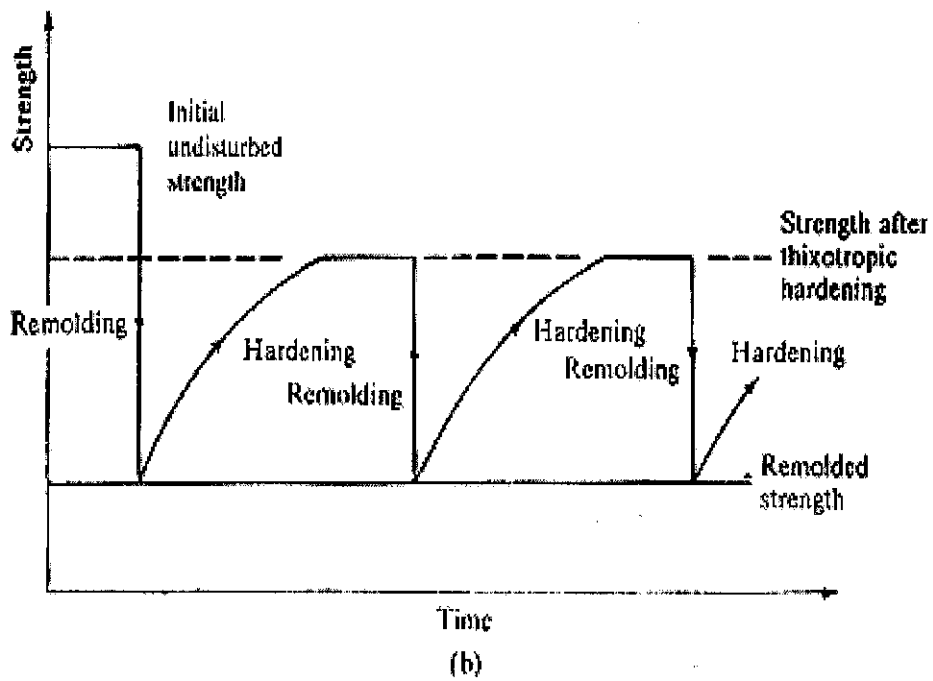 Strength
Initial
undisturbed
strength
Strength after
thixotropic
hardening
Remolding
Hardening
Remolding
Hardening
Remolding
Hardening
Remolded
strength
Time
(b)